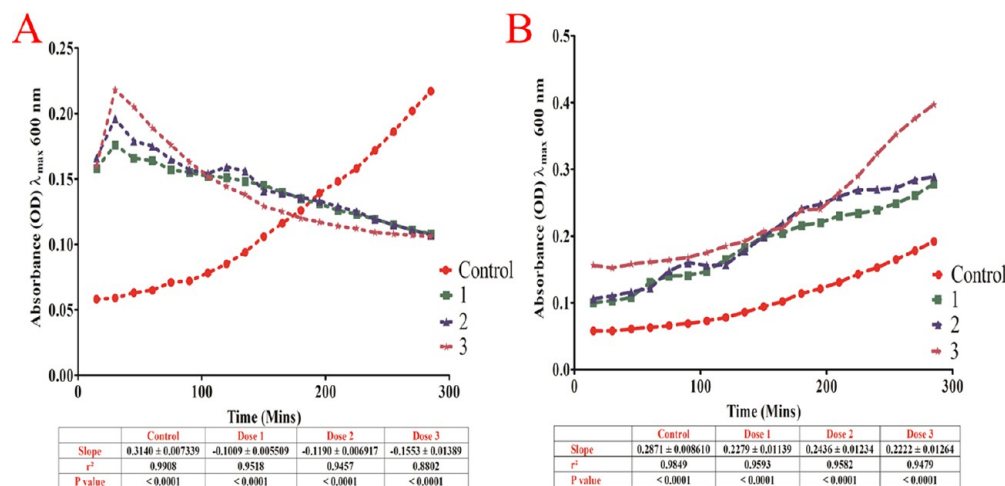 A
Absorbance (OD) λmax 600 nm
0.25
0.20
0.15
0.10
0.05
0.00
0
100
200
300
Time (Mins)
Control
1
2
3
Control Dose 1 Dose 2 Dose 3
Slope 0.3140 ± 0.007339 -0.1009 ± 0.005509 -0.1190 ± 0.006917 -0.1553 ± 0.01389
r² 0.9908 0.9518 0.9457 0.8802
P value < 0.0001 < 0.0001 < 0.0001 < 0.0001
B
Absorbance (OD) λmax 600 nm
0.5
0.4
0.3
0.2
0.1
0.0
0
100
200
300
Time (Mins)
Control
1
2
3
Control Dose 1 Dose 2 Dose 3
Slope 0.2871 ± 0.008610 0.2279 ± 0.01139 0.2436 ± 0.01234 0.2222 ± 0.01264
r² 0.9849 0.9593 0.9582 0.9479
P value < 0.0001 < 0.0001 < 0.0001 < 0.0001